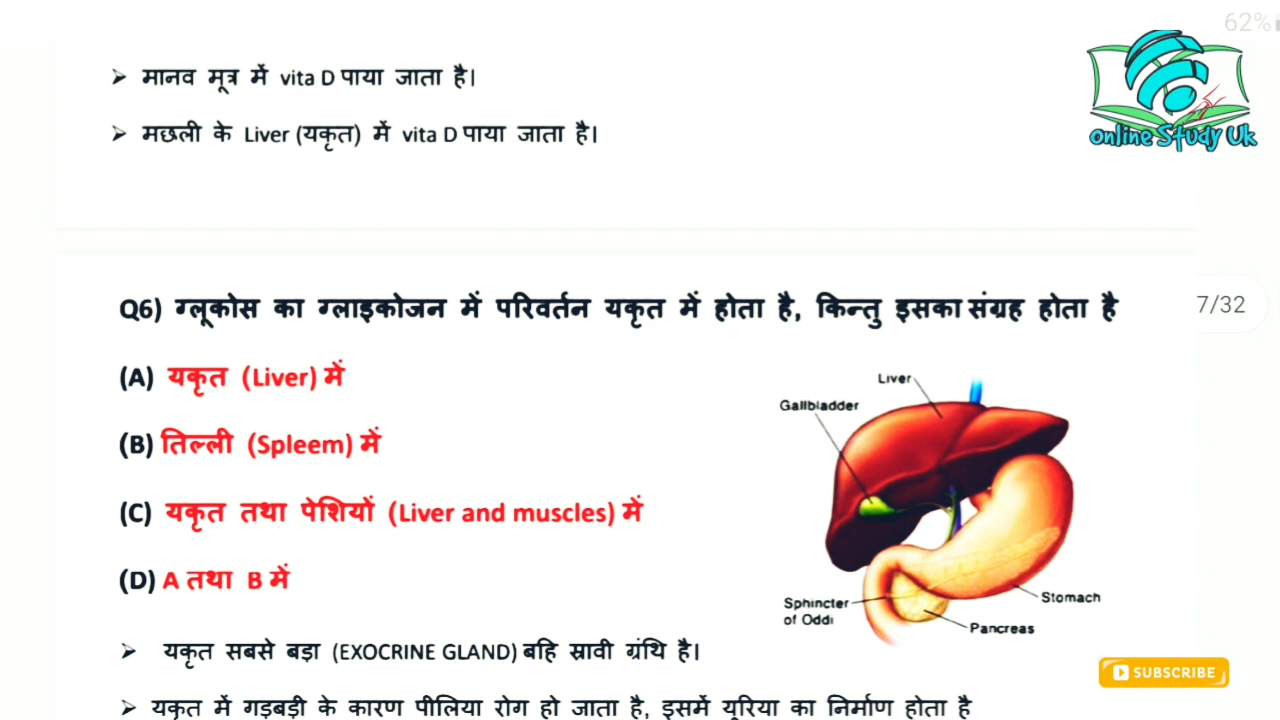 62%
➢ मानव मूत्र में vita D पाया जाता है।
➢ मछली के Liver (यकृत) में vita D पाया जाता है।
Online Study Uk
Q6) ग्लूकोस का ग्लाइकोजन में परिवर्तन यकृत में होता है, किन्तु इसका संग्रह होता है
7/32
(A) यकृत (Liver) में
(B) तिल्ली (Spleem) में
(C) यकृत तथा पेशियों (Liver and muscles) में
(D) A तथा B में
Liver
Gallbladder
Sphincter
of Oddi
Stomach
Pancreas
➢ यकृत सबसे बड़ा (EXOCRINE GLAND) बहि स्रावी ग्रंथि है।
SUBSCRIBE
➢ यकृत में गड़बड़ी के कारण पीलिया रोग हो जाता है, इसमें यूरिया का निर्माण होता है